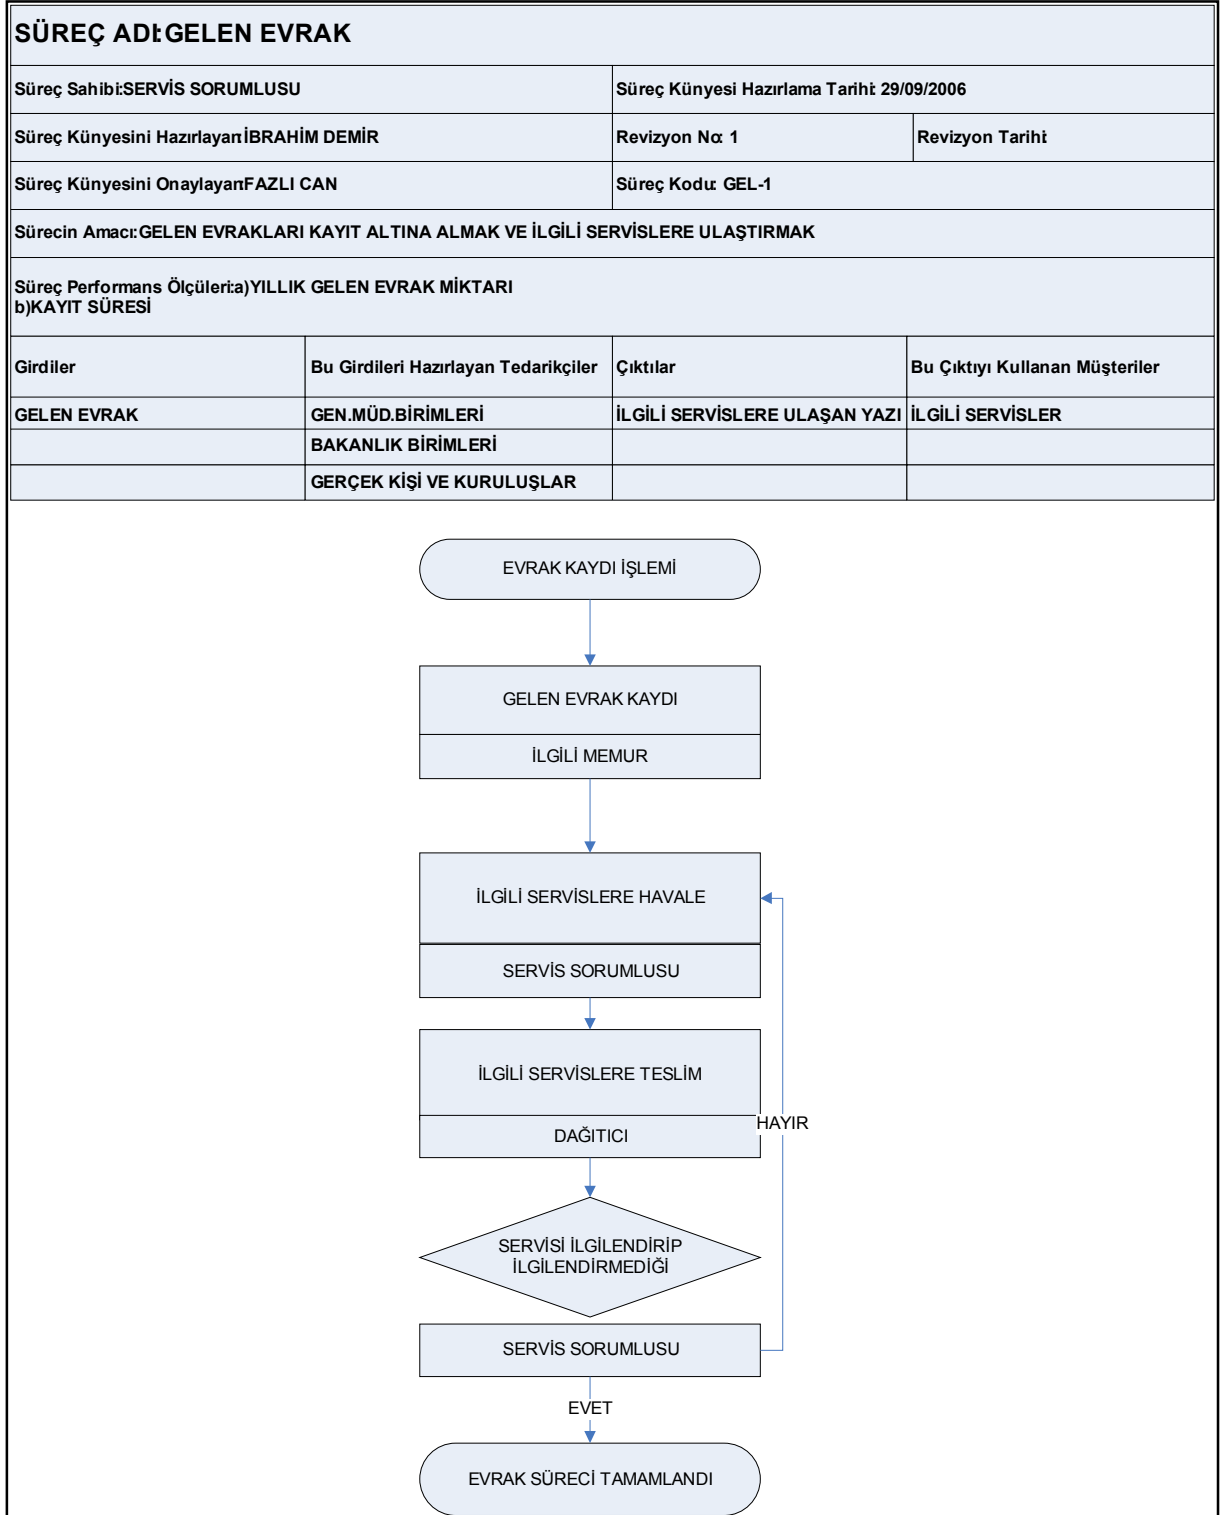 SÜREÇ ADI:GELEN EVRAK
Süreç Sahibi:SERVİS SORUMLUSU
Süreç Künyesi Hazırlama Tarihi: 29/09/2006
Süreç Künyesini Hazırlayan:İBRAHİM DEMİR
Revizyon No: 1
Revizyon Tarihi:
Süreç Künyesini Onaylayan:FAZLI CAN
Süreç Kodu: GEL-1
Sürecin Amacı:GELEN EVRAKLARI KAYIT ALTINA ALMAK VE İLGİLİ SERVİSLERE ULAŞTIRMAK
Süreç Performans Ölçüleri:a)YILLIK GELEN EVRAK MİKTARI
b)KAYIT SÜRESİ
Girdiler
Bu Girdileri Hazırlayan Tedarikçiler
Çıktılar
Bu Çıktıyı Kullanan Müşteriler
GELEN EVRAK
GEN.MÜD.BİRİMLERİ
İLGİLİ SERVİSLERE ULAŞAN YAZI
İLGİLİ SERVİSLER
BAKANLIK BİRİMLERİ
GERÇEK KİŞİ VE KURULUŞLAR
EVRAK KAYDI İŞLEMİ
GELEN EVRAK KAYDI
İLGİLİ MEMUR
İLGİLİ SERVİSLERE HAVALE
SERVİS SORUMLUSU
İLGİLİ SERVİSLERE TESLİM
DAĞITICI
HAYIR
SERVİSİ İLGİLENDİRİP
İLGİLENDİRMEDİĞİ
SERVİS SORUMLUSU
EVET
EVRAK SÜRECİ TAMAMLANDI